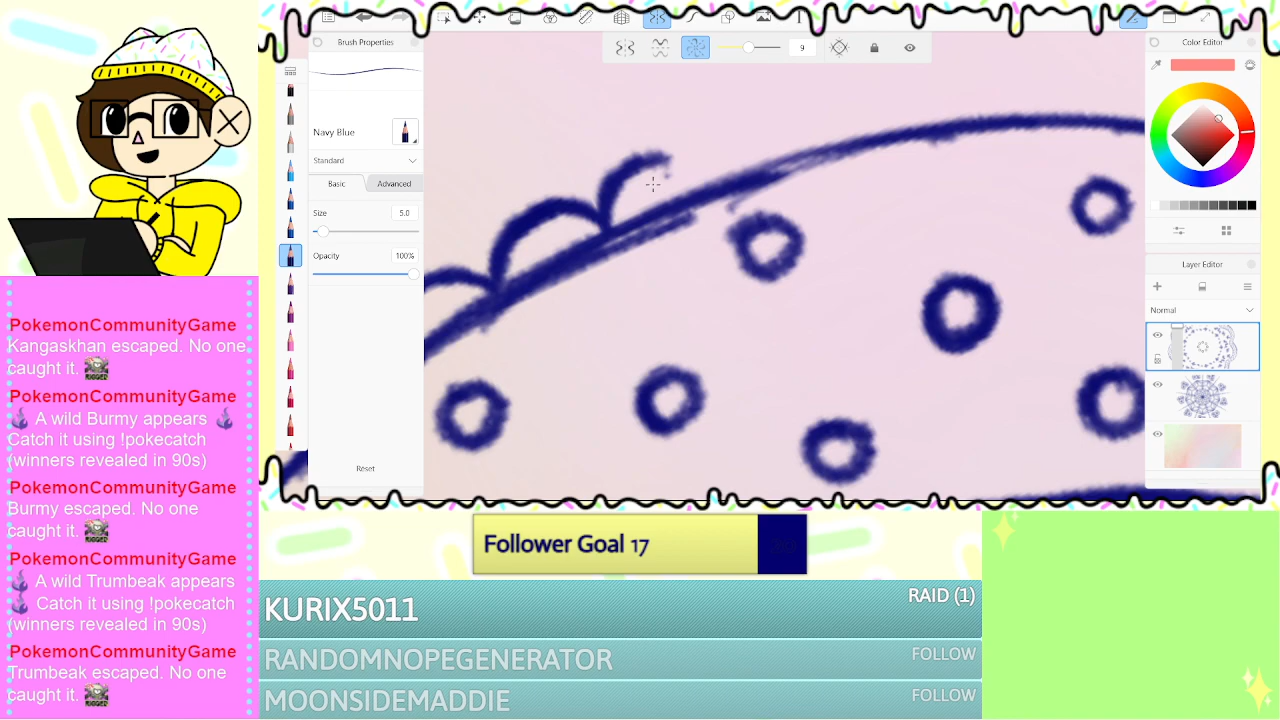 Brush Properties
Navy Blue
Standard
Basic
Advanced
Size
5.0
Opacity
100%
Reset
9
Color Editor
Layer Editor
Normal
PokemonCommunityGame
Kangaskhan escaped. No one
caught it.
PokemonCommunityGame
A wild Burmy appears
Catch it using !pokecatch
(winners revealed in 90s)
PokemonCommunityGame
Burmy escaped. No one
caught it.
PokemonCommunityGame
A wild Trumbeak appears
Catch it using !pokecatch
(winners revealed in 90s)
PokemonCommunityGame
Trumbeak escaped. No one
caught it.
Follower Goal 17
KURIX5011
RAID (1)
RANDOMNOPEGENERATOR
FOLLOW
MOONSIDEMADDIE
FOLLOW